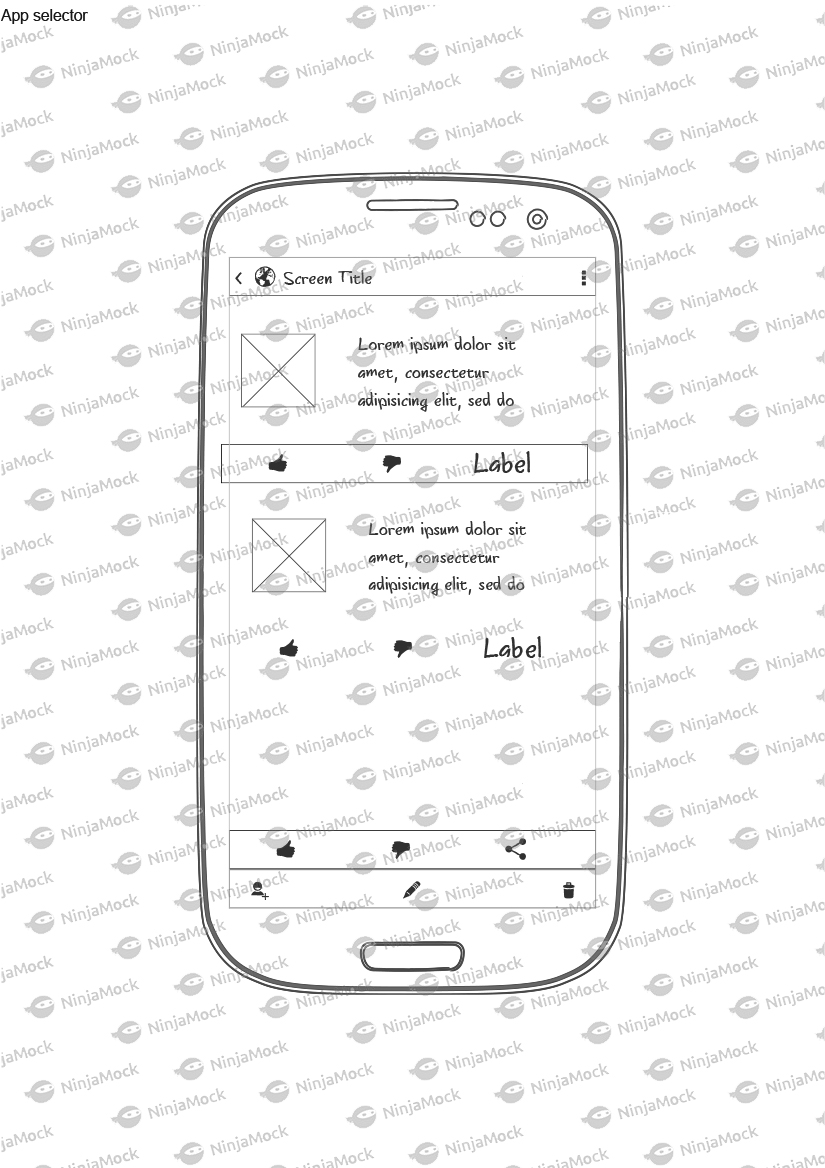 App selector
Screen Title
Lorem ipsum dolor sit
amet, consectetur
adipisicing elit, sed do
Label
Lorem ipsum dolor sit
amet, consectetur
adipisicing elit, sed do
Label
NinjaMock